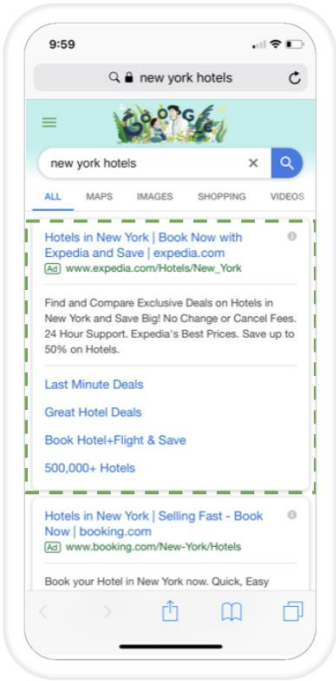 9:59
new york hotels
Google
new york hotels
ALL MAPS IMAGES SHOPPING VIDEOS
Hotels in New York | Book Now with
Expedia and Save | expedia.com
Ad www.expedia.com/Hotels/New_York
Find and Compare Exclusive Deals on Hotels in
New York and Save Big! No Change or Cancel Fees.
24 Hour Support. Expedia's Best Prices. Save up to
50% on Hotels.
Last Minute Deals
Great Hotel Deals
Book Hotel+Flight & Save
500,000+ Hotels
Hotels in New York | Selling Fast - Book
Now | booking.com
Ad www.booking.com/New-York/Hotels
Book your Hotel in New York now. Quick, Easy